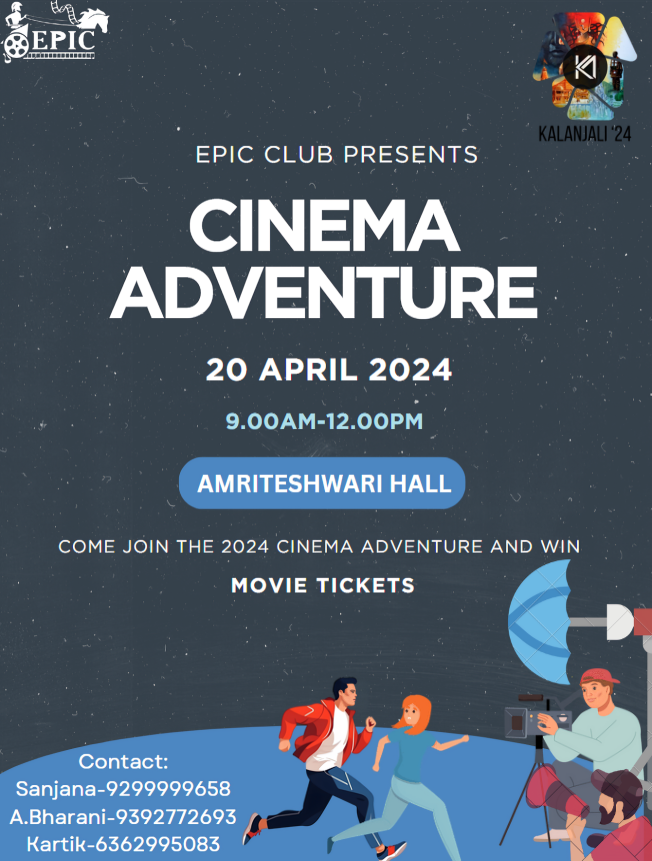 EPIC
KALANJALI '24
EPIC CLUB PRESENTS
CINEMA
ADVENTURE
20 APRIL 2024
9.00AM-12.00PM
AMRITESHWARI HALL
COME JOIN THE 2024 CINEMA ADVENTURE AND WIN
MOVIE TICKETS
Contact:
Sanjana-9299999658
A.Bharani-9392772693
Kartik-6362995083